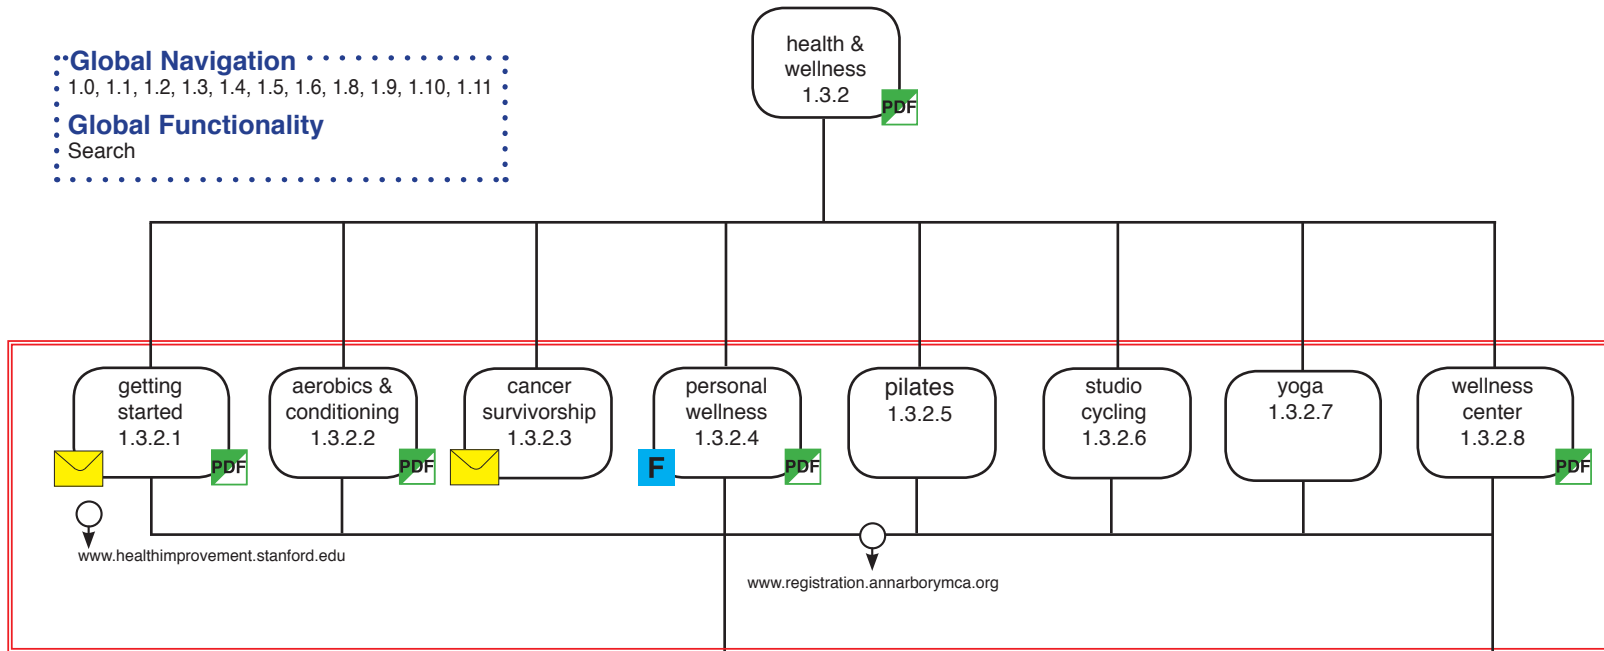 health &
wellness
1.3.2
PDF
Global Navigation
1.0, 1.1, 1.2, 1.3, 1.4, 1.5, 1.6, 1.8, 1.9, 1.10, 1.11
Global Functionality
Search
getting
started
1.3.2.1
PDF
aerobics &
conditioning
1.3.2.2
PDF
cancer
survivorship
1.3.2.3
personal
wellness
1.3.2.4
F
PDF
pilates
1.3.2.5
studio
cycling
1.3.2.6
yoga
1.3.2.7
wellness
center
1.3.2.8
PDF
www.healthimprovement.stanford.edu
www.registration.annarborymca.org